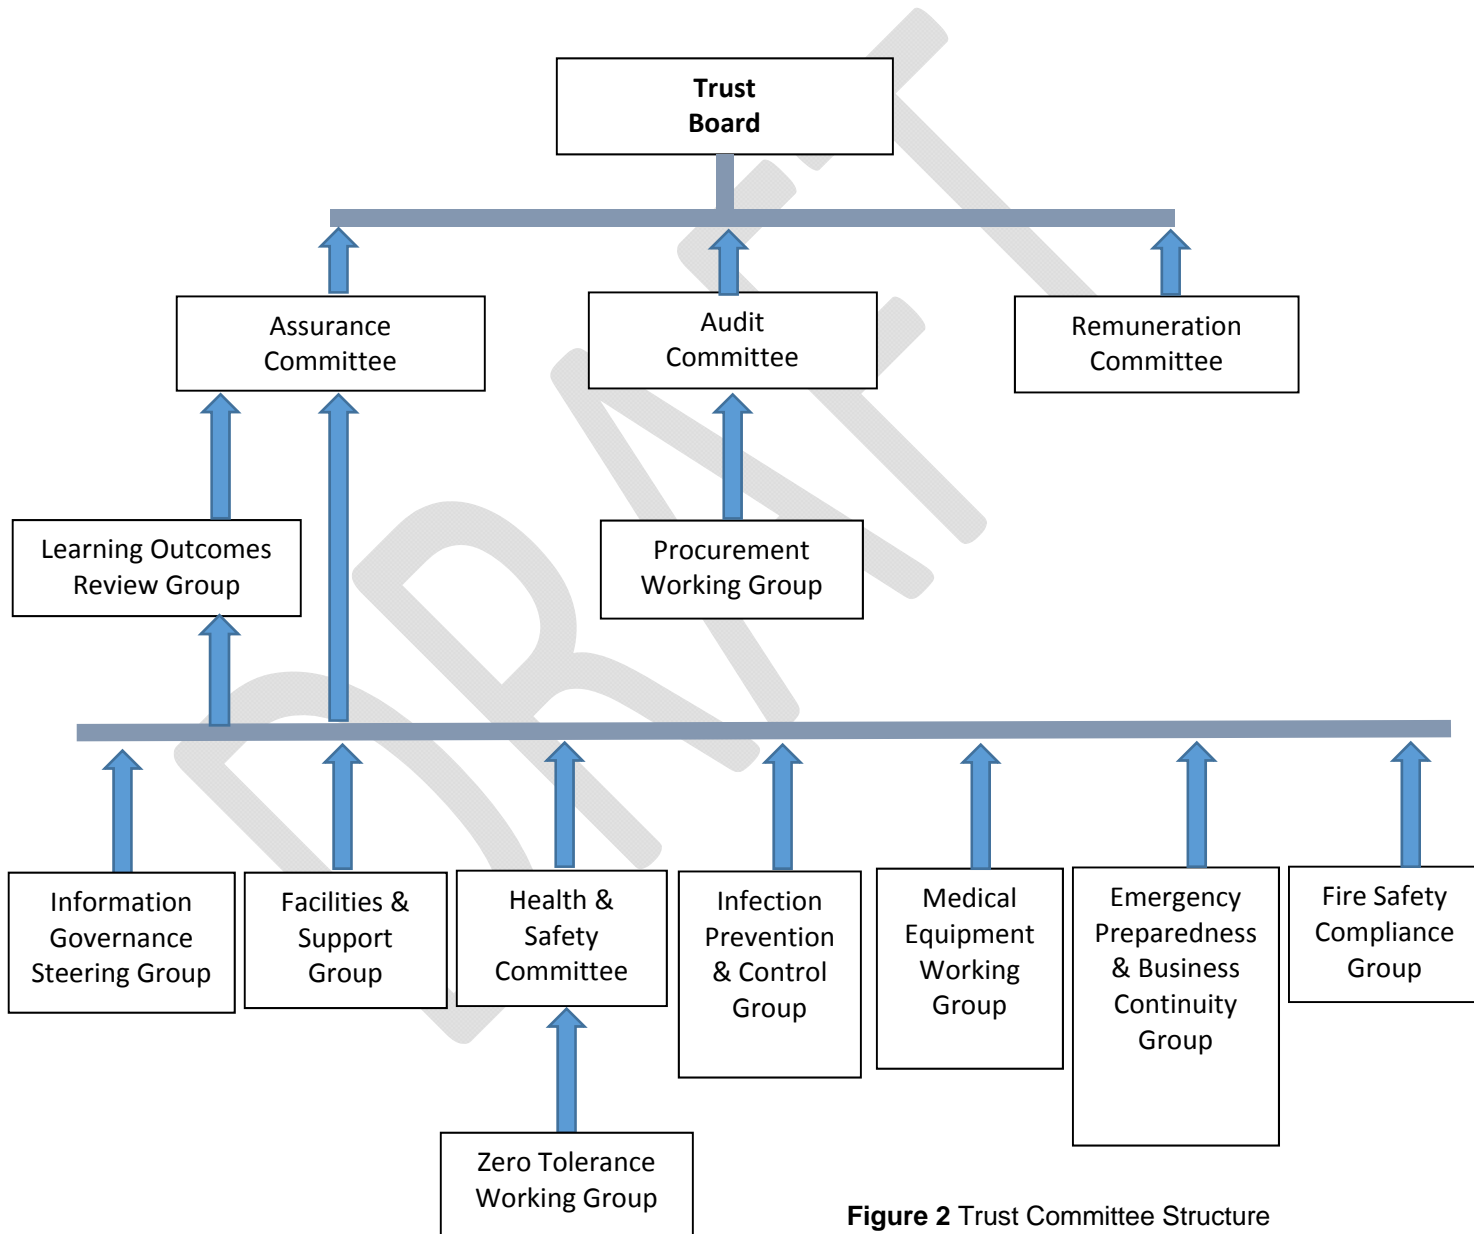 Trust
Board
Assurance
Committee
Audit
Committee
Remuneration
Committee
Learning Outcomes
Review Group
Procurement
Working Group
Information
Governance
Steering Group
Facilities &
Support
Group
Health &
Safety
Committee
Infection
Prevention
& Control
Group
Medical
Equipment
Working
Group
Emergency
Preparedness
& Business
Continuity
Group
Fire Safety
Compliance
Group
Zero Tolerance
Working Group
Figure 2 Trust Committee Structure
DRAFT